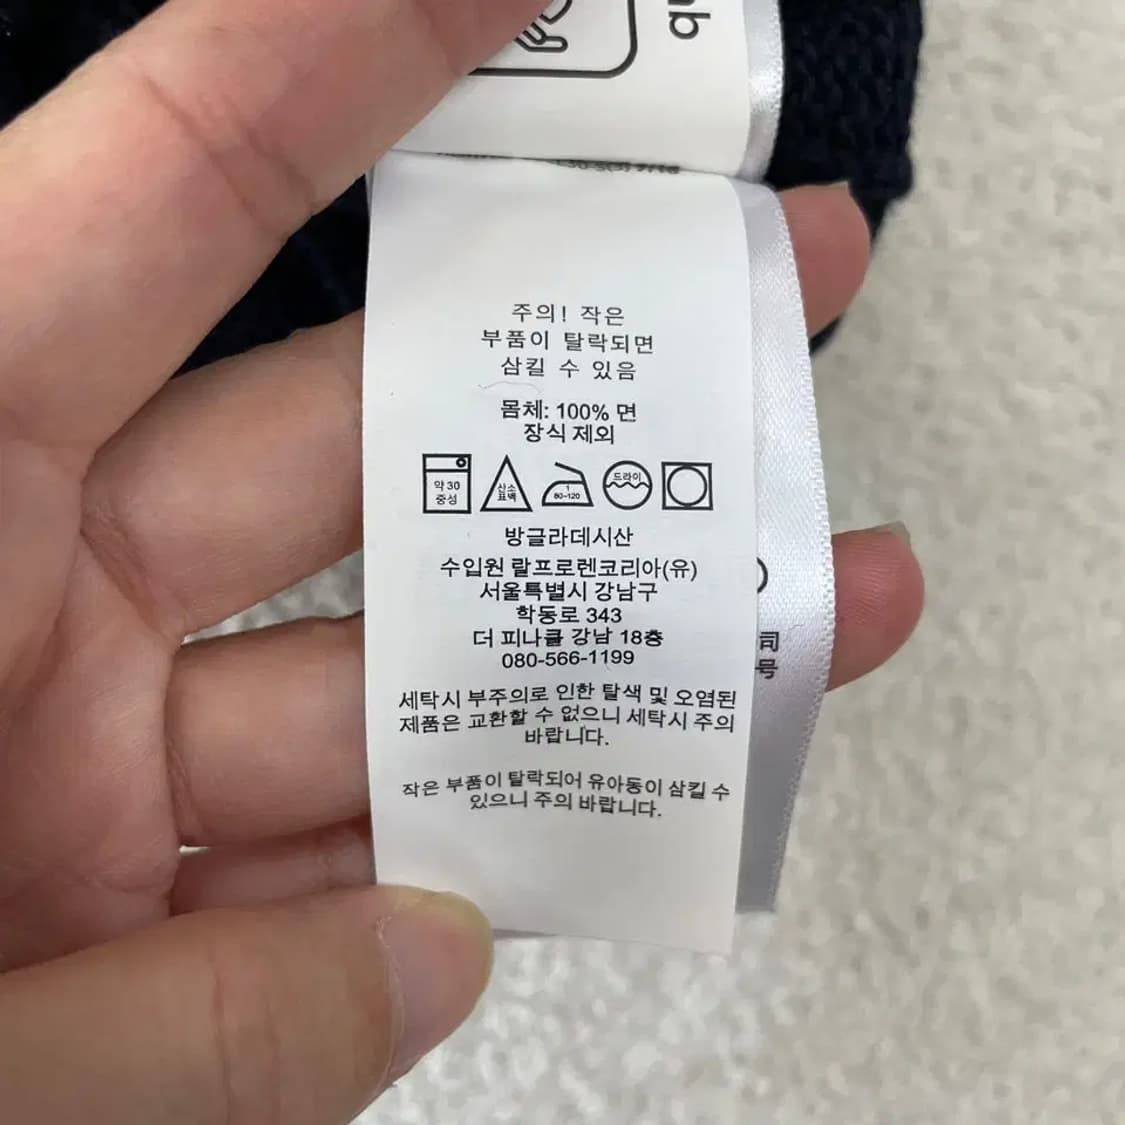 주의! 작은
부품이 탈락되면
삼킬 수 있음
몸체: 100% 면
장식 제외
약 30
중성
산소
표백
1
80~120
드라이
방글라데시산
수입원 랄프로렌코리아(유)
서울특별시 강남구
학동로 343
더 피나클 강남 18층
080-566-1199
세탁시 부주의로 인한 탈색 및 오염된
제품은 교환할 수 없으니 세탁시 주의
바랍니다.
작은 부품이 탈락되어 유아동이 삼킬 수
있으니 주의 바랍니다.
司
号